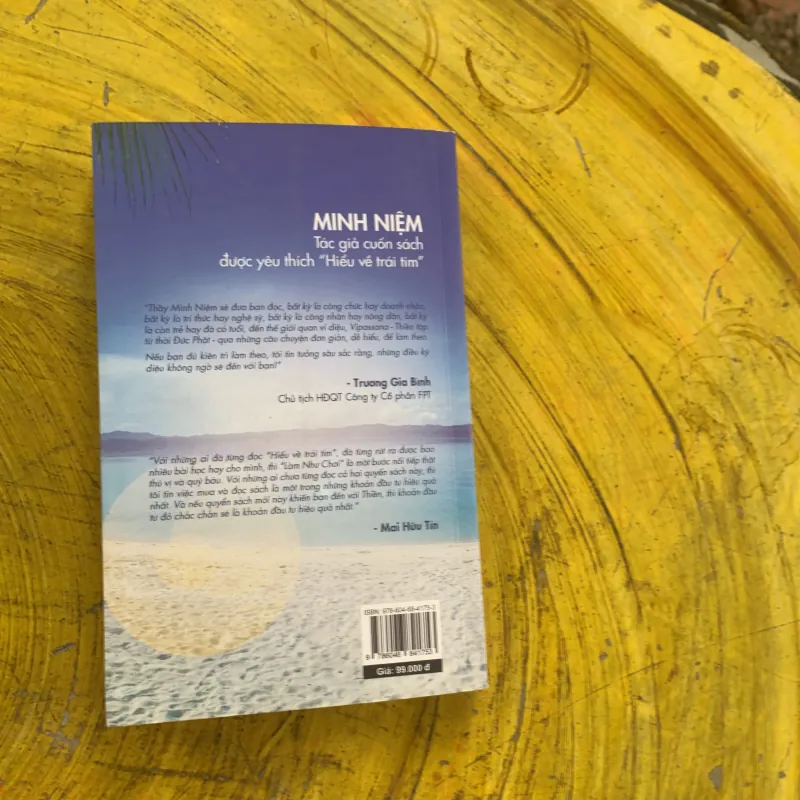 MINH NIỆM
Tác giả cuốn sách
được yêu thích "Hiểu về trái tim"
"Thầy Minh Niệm sẽ đưa bạn đọc, bất kỳ là công chức hay doanh nhân,
bất kỳ là trí thức hay nghệ sỹ, bất kỳ là công nhân hay nông dân, bất kỳ
là còn trẻ hay đã có tuổi, đến thế giới quan vi diệu, Vipassana - Thiền tập
từ thời Đức Phật - qua những câu chuyện đơn giản, dễ hiểu, dễ làm theo.
Nếu bạn đủ kiên trì làm theo, tôi tin tưởng sâu sắc rằng, những điều kỳ
diệu không ngờ sẽ đến với bạn!"
- Trương Gia Bình
Chủ tịch HĐQT Công ty Cổ phần FPT
"Với những ai đã từng đọc "Hiểu về trái tim", đã từng rút ra được bao
nhiêu bài học hay cho mình, thì "Làm Như Chơi" là một bước nối tiếp thật
thú vị và quý báu. Với những ai chưa từng đọc cả hai quyển sách này, thì
tôi tin việc mua và đọc sách là một trong những khoản đầu tư hiệu quả
nhất. Và nếu quyển sách mới này khiến bạn đến với Thiền, thì khoản đầu
tư đó chắc chắn sẽ là khoản đầu tư hiệu quả nhất."
- Mai Hữu Tín
ISBN: 978-604-68-4175-3
9 786046 841753
Giá: 99.000 đ